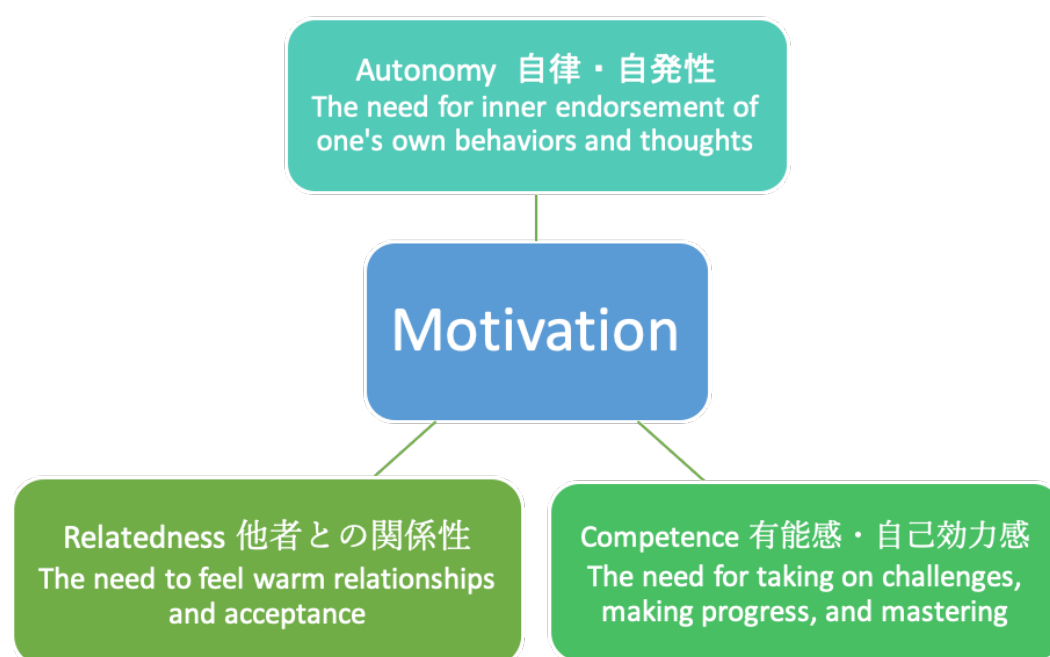 Autonomy 自律・自発性
The need for inner endorsement of
one's own behaviors and thoughts
Motivation
Relatedness 他者との関係性
The need to feel warm relationships
and acceptance
Competence 有能感・自己効力感
The need for taking on challenges,
making progress, and mastering